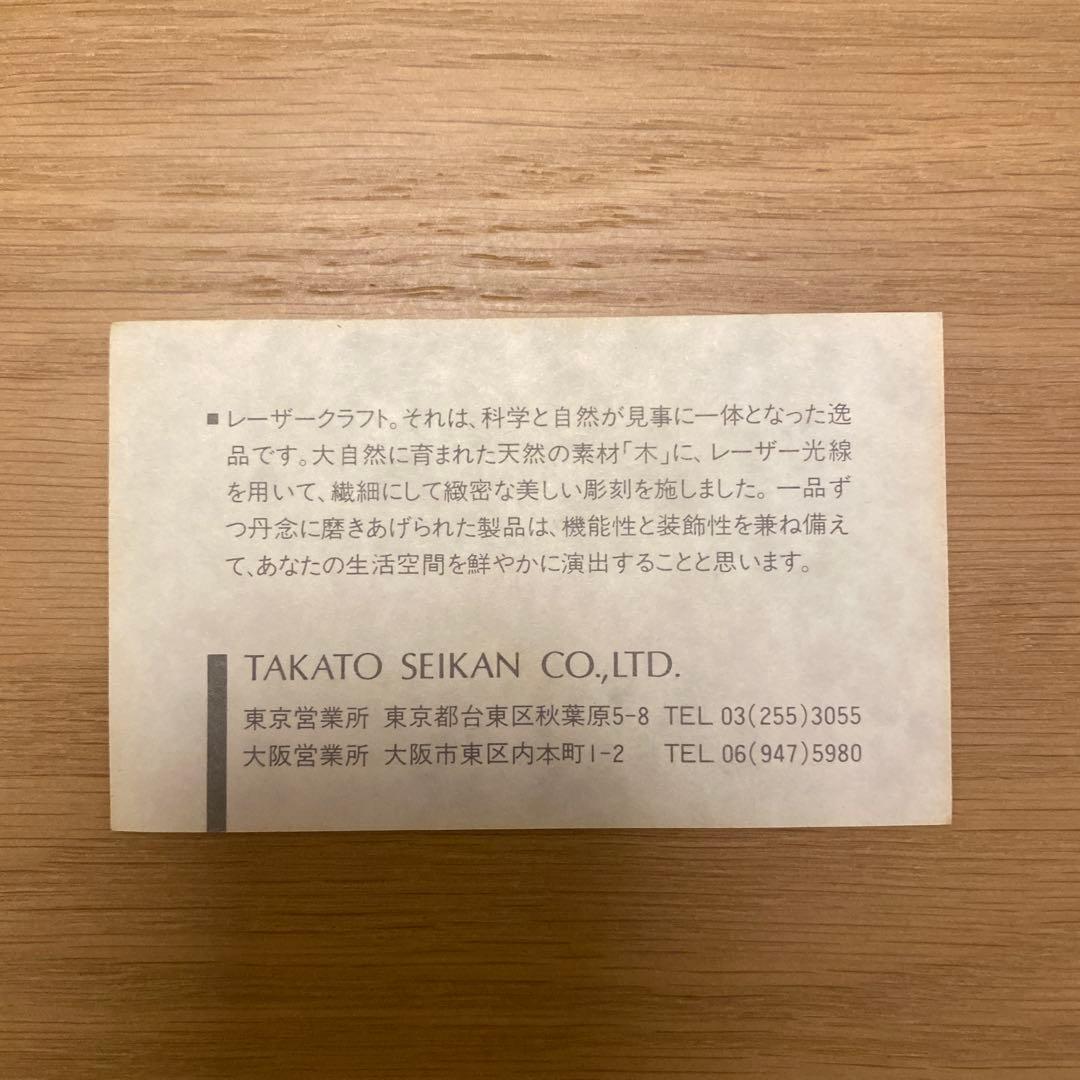 ■レーザークラフト。それは、科学と自然が見事に一体となった逸
品です。大自然に育まれた天然の素材「木」に、レーザー光線
を用いて、繊細にして緻密な美しい彫刻を施しました。一品ず
つ丹念に磨きあげられた製品は、機能性と装飾性を兼ね備え
て、あなたの生活空間を鮮やかに演出することと思います。
TAKATO SEIKAN CO.,LTD.
東京営業所 東京都台東区秋葉原5-8 TEL 03(255)3055
大阪営業所 大阪市東区内本町1-2 TEL 06(947)5980